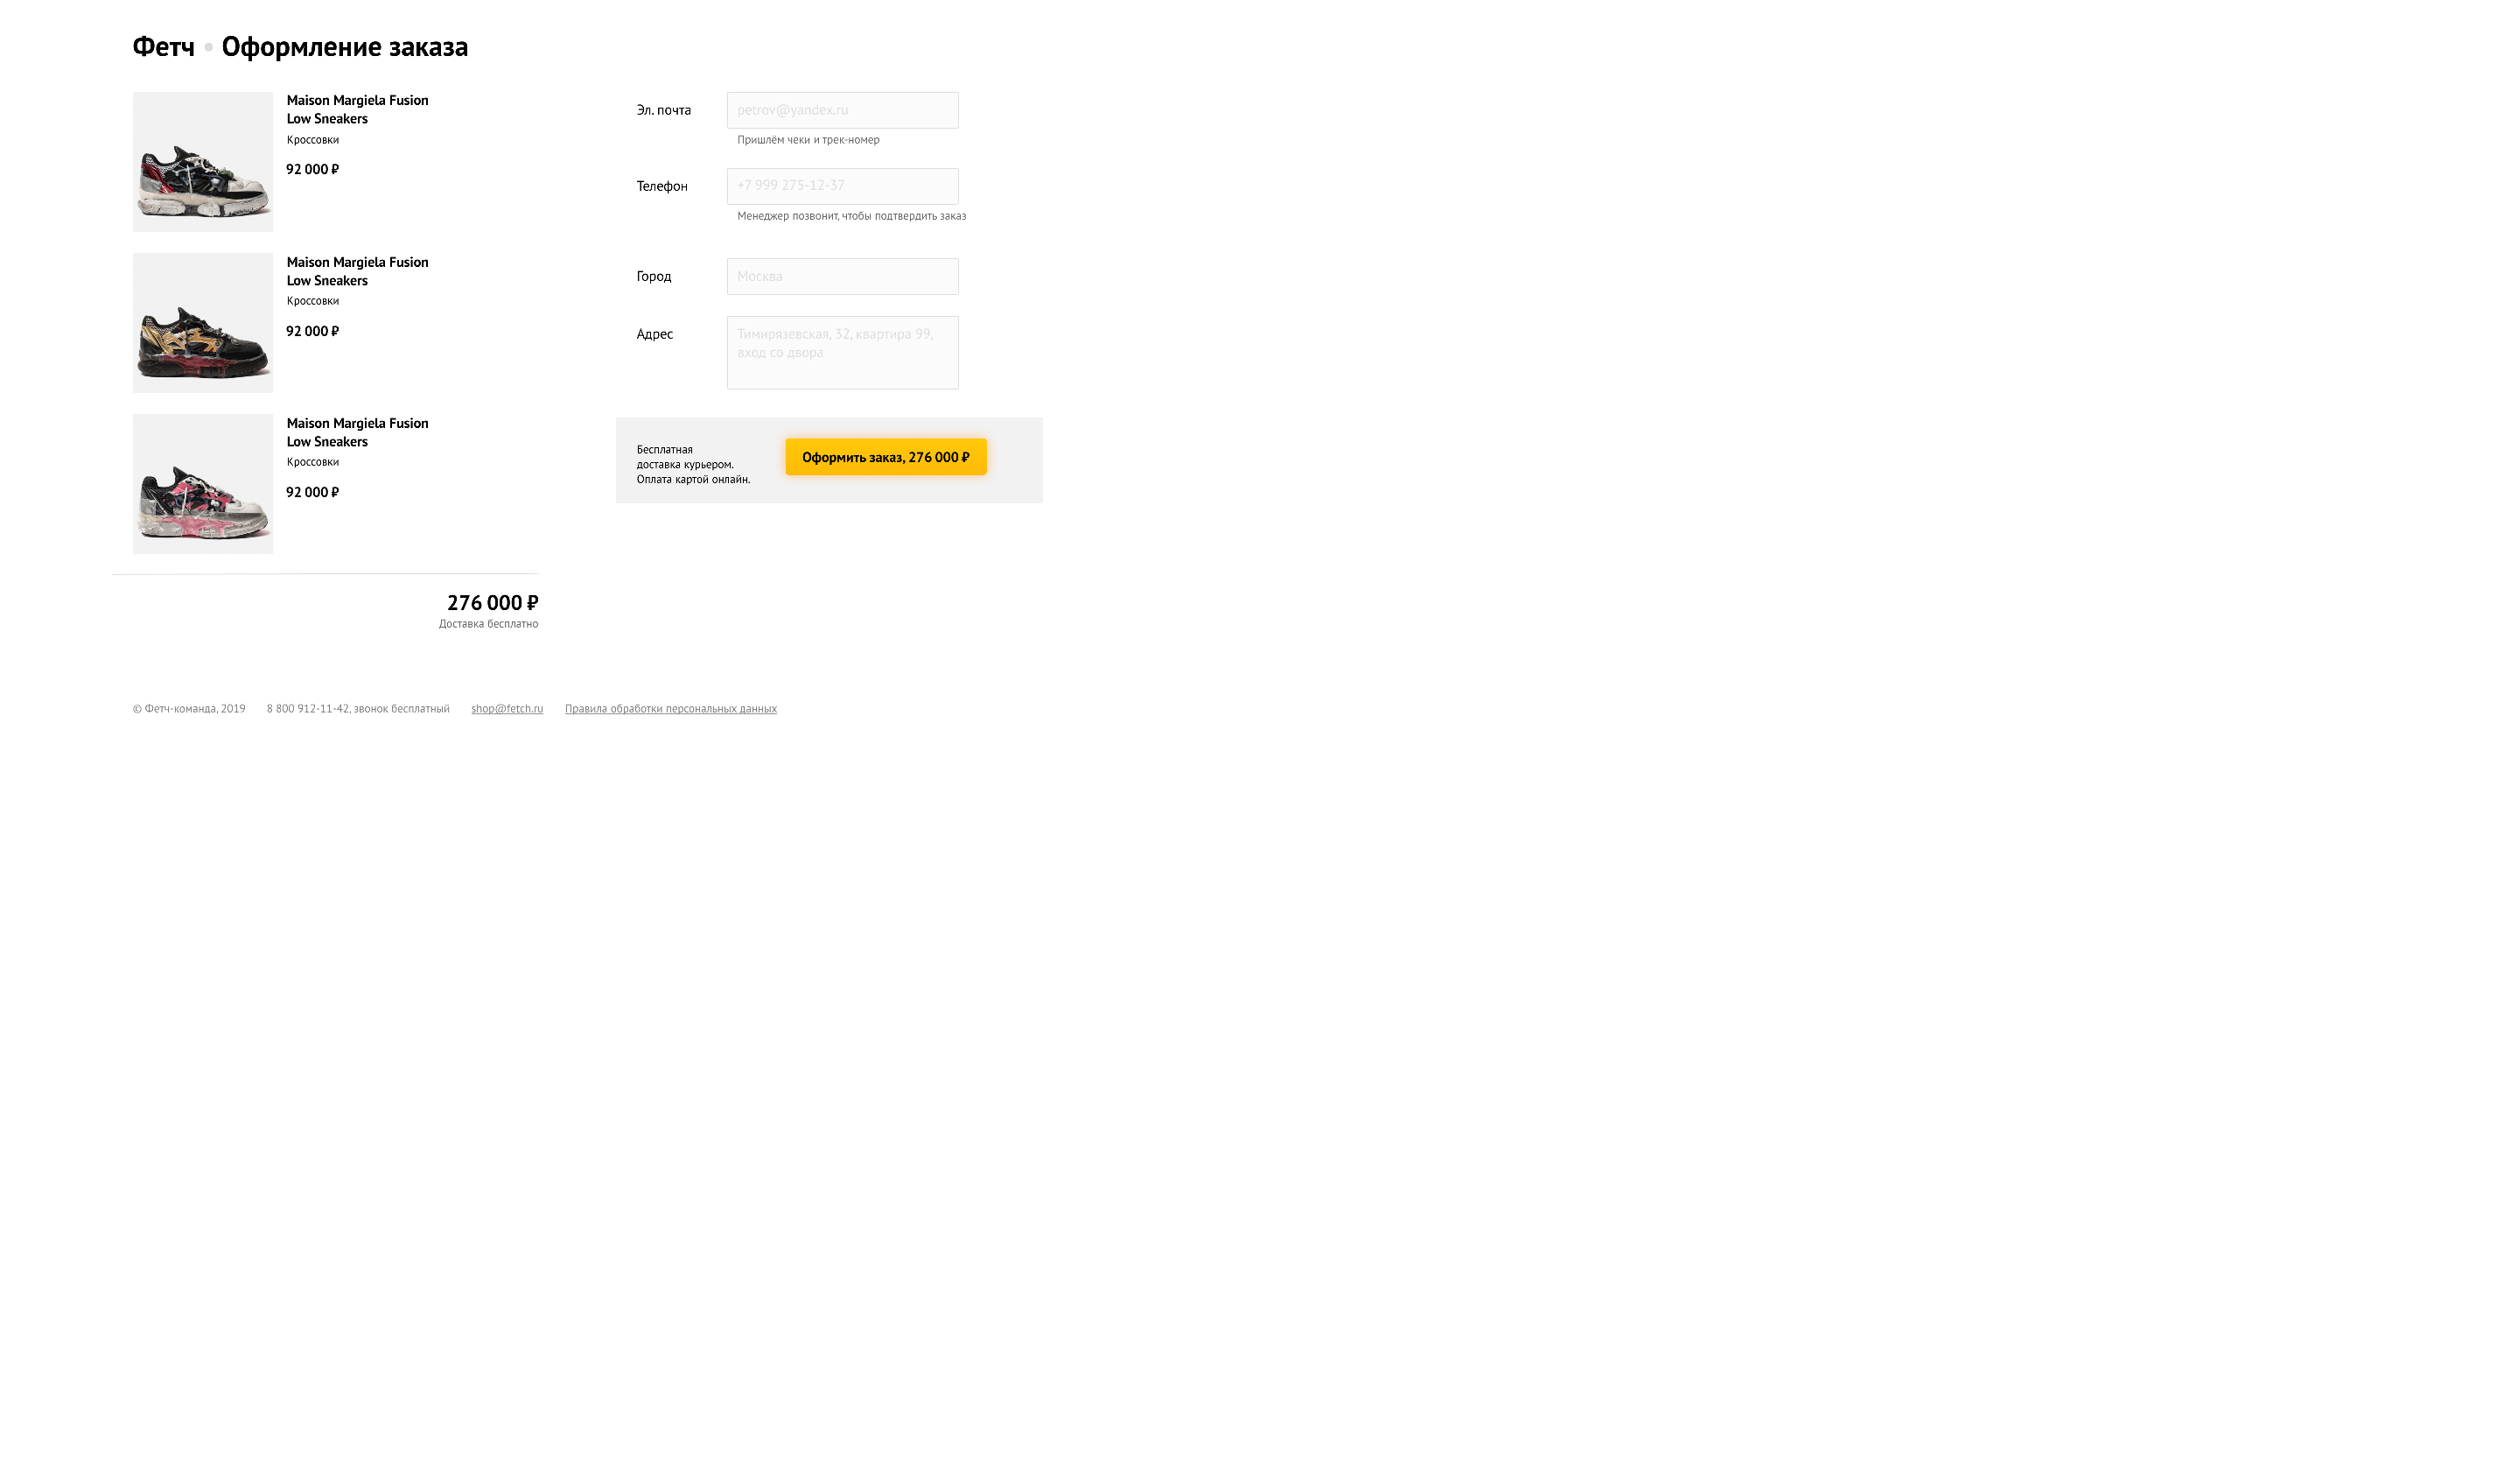 Фетч • Оформление заказа
Maison Margiela Fusion
Low Sneakers
Кроссовки
92 000 ₽
Maison Margiela Fusion
Low Sneakers
Кроссовки
92 000 ₽
Maison Margiela Fusion
Low Sneakers
Кроссовки
92 000 ₽
276 000 ₽
Доставка бесплатно
Эл. почта
petrov@yandex.ru
Пришлём чеки и трек-номер
Телефон
+7 999 275-12-37
Менеджер позвонит, чтобы подтвердить заказ
Город
Москва
Адрес
Тимирязевская, 32, квартира 99,
вход со двора
Бесплатная
доставка курьером.
Оплата картой онлайн.
Оформить заказ, 276 000 ₽
© Фетч-команда, 2019 8 800 912-11-42, звонок бесплатный shop@fetch.ru Правила обработки персональных данных